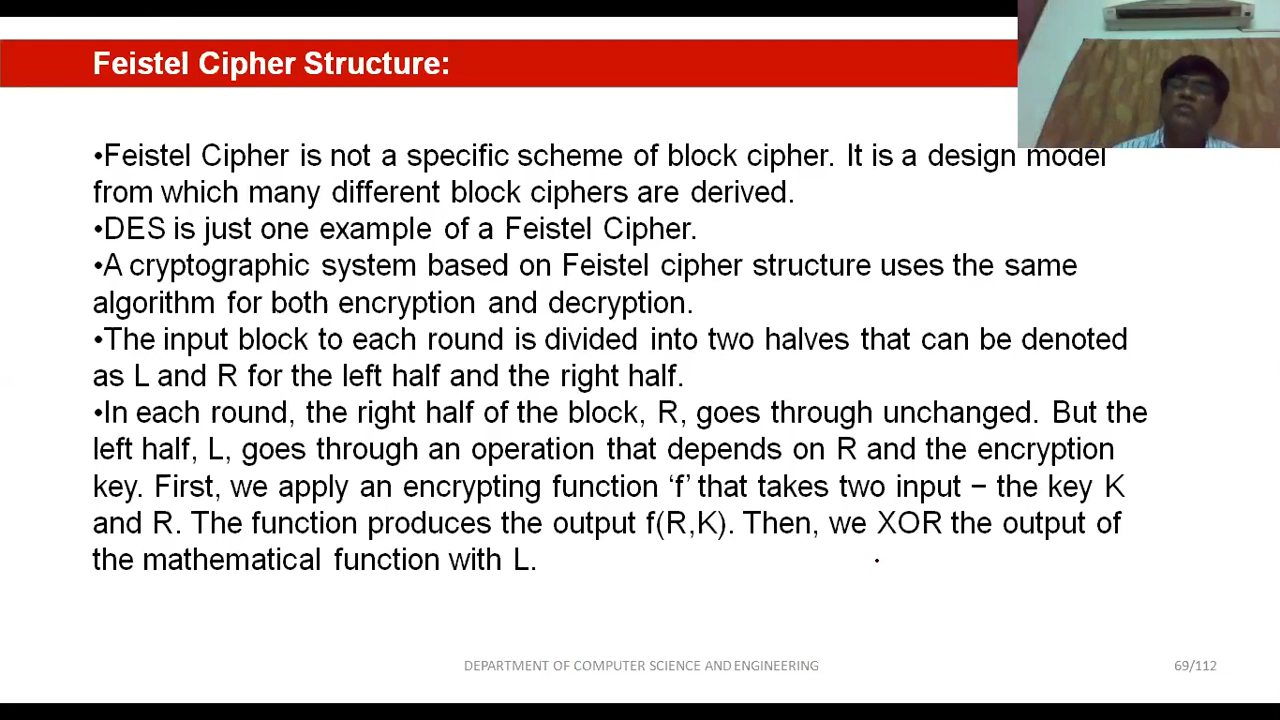 Feistel Cipher Structure:
•Feistel Cipher is not a specific scheme of block cipher. It is a design model
from which many different block ciphers are derived.
•DES is just one example of a Feistel Cipher.
•A cryptographic system based on Feistel cipher structure uses the same
algorithm for both encryption and decryption.
•The input block to each round is divided into two halves that can be denoted
as L and R for the left half and the right half.
•In each round, the right half of the block, R, goes through unchanged. But the
left half, L, goes through an operation that depends on R and the encryption
key. First, we apply an encrypting function ‘f’ that takes two input − the key K
and R. The function produces the output f(R,K). Then, we XOR the output of
the mathematical function with L.
DEPARTMENT OF COMPUTER SCIENCE AND ENGINEERING
69/112